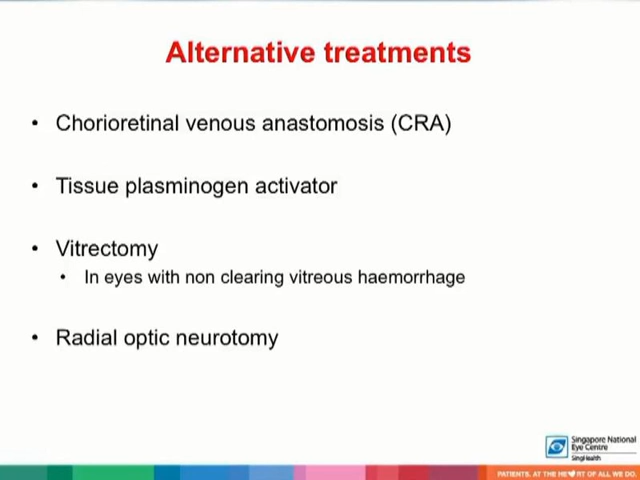 Alternative treatments
• Chorioretinal venous anastomosis (CRA)
• Tissue plasminogen activator
• Vitrectomy
• In eyes with non clearing vitreous haemorrhage
• Radial optic neurotomy
Singapore National
Eye Centre
SingHealth
PATIENTS. AT THE HE♥RT OF ALL WE DO.